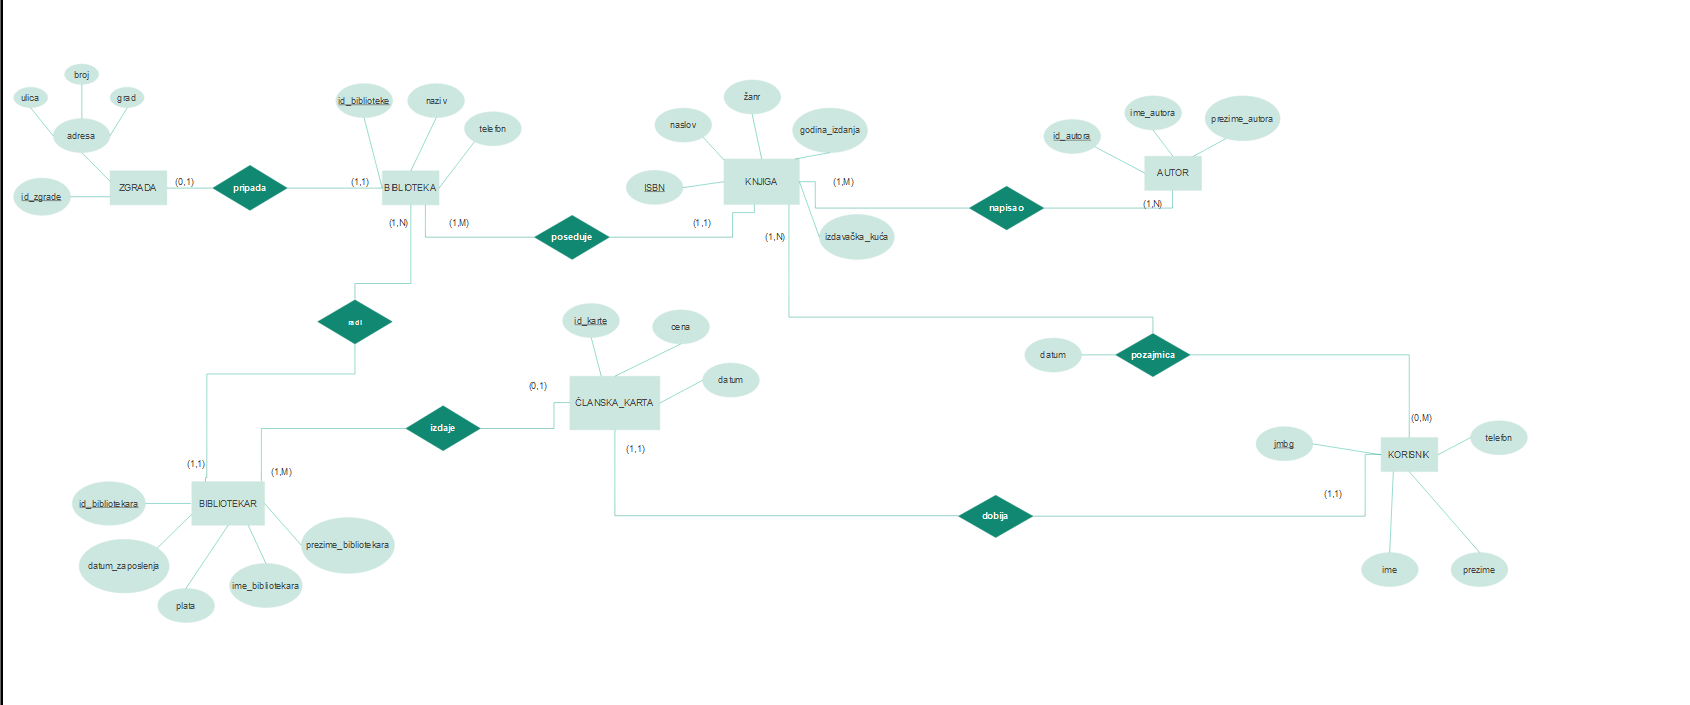 broj
ulica
grad
adresa
id_zgrade
ZGRADA
(0,1)
pripada
(1,1)
id_biblioteke
naziv
telefon
BIBLIOTEKA
(1,N)
(1,M)
poseduje
(1,1)
naslov
žanr
godina_izdanja
ISBN
KNJIGA
izdavačka_kuća
(1,M)
(1,N)
napisao
(1,N)
id_autora
ime_autora
prezime_autora
AUTOR
radi
id_karte
cena
datum
ČLANSKA_KARTA
(0,1)
(1,1)
izdaje
(1,1)
(1,M)
id_bibliotekara
BIBLIOTEKAR
datum_zaposlenja
plata
ime_bibliotekara
prezime_bibliotekara
datum
pozajmica
(0,M)
jmbg
KORISNIK
telefon
(1,1)
dobija
ime
prezime